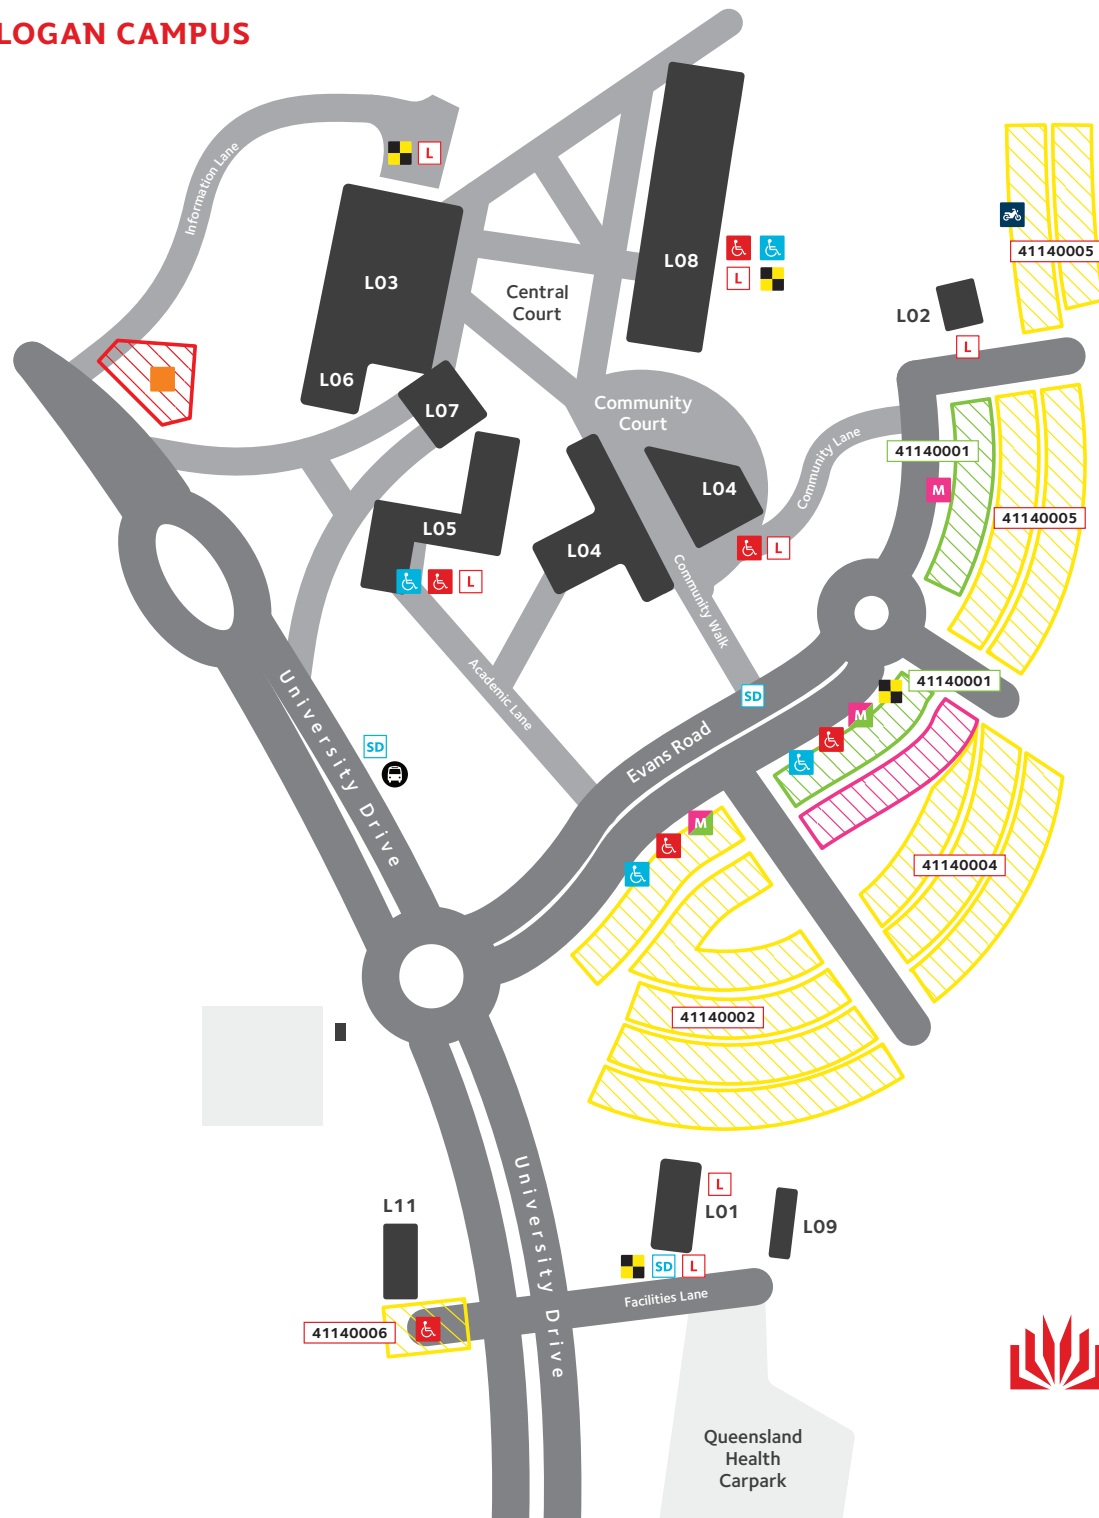 LOGAN CAMPUS
Information Lane
L
L03
L08
L
41140005
Central
Court
L02
L
L06
L07
Community
Court
Community Lane
41140001
M
L04
41140005
L05
L04
L
L
Community Walk
Academic Lane
41140001
SD
M
University Drive
SD
Evans Road
M
41140004
41140002
University Drive
L
L01
L11
L09
SD
L
Facilities Lane
41140006
Queensland
Health
Carpark